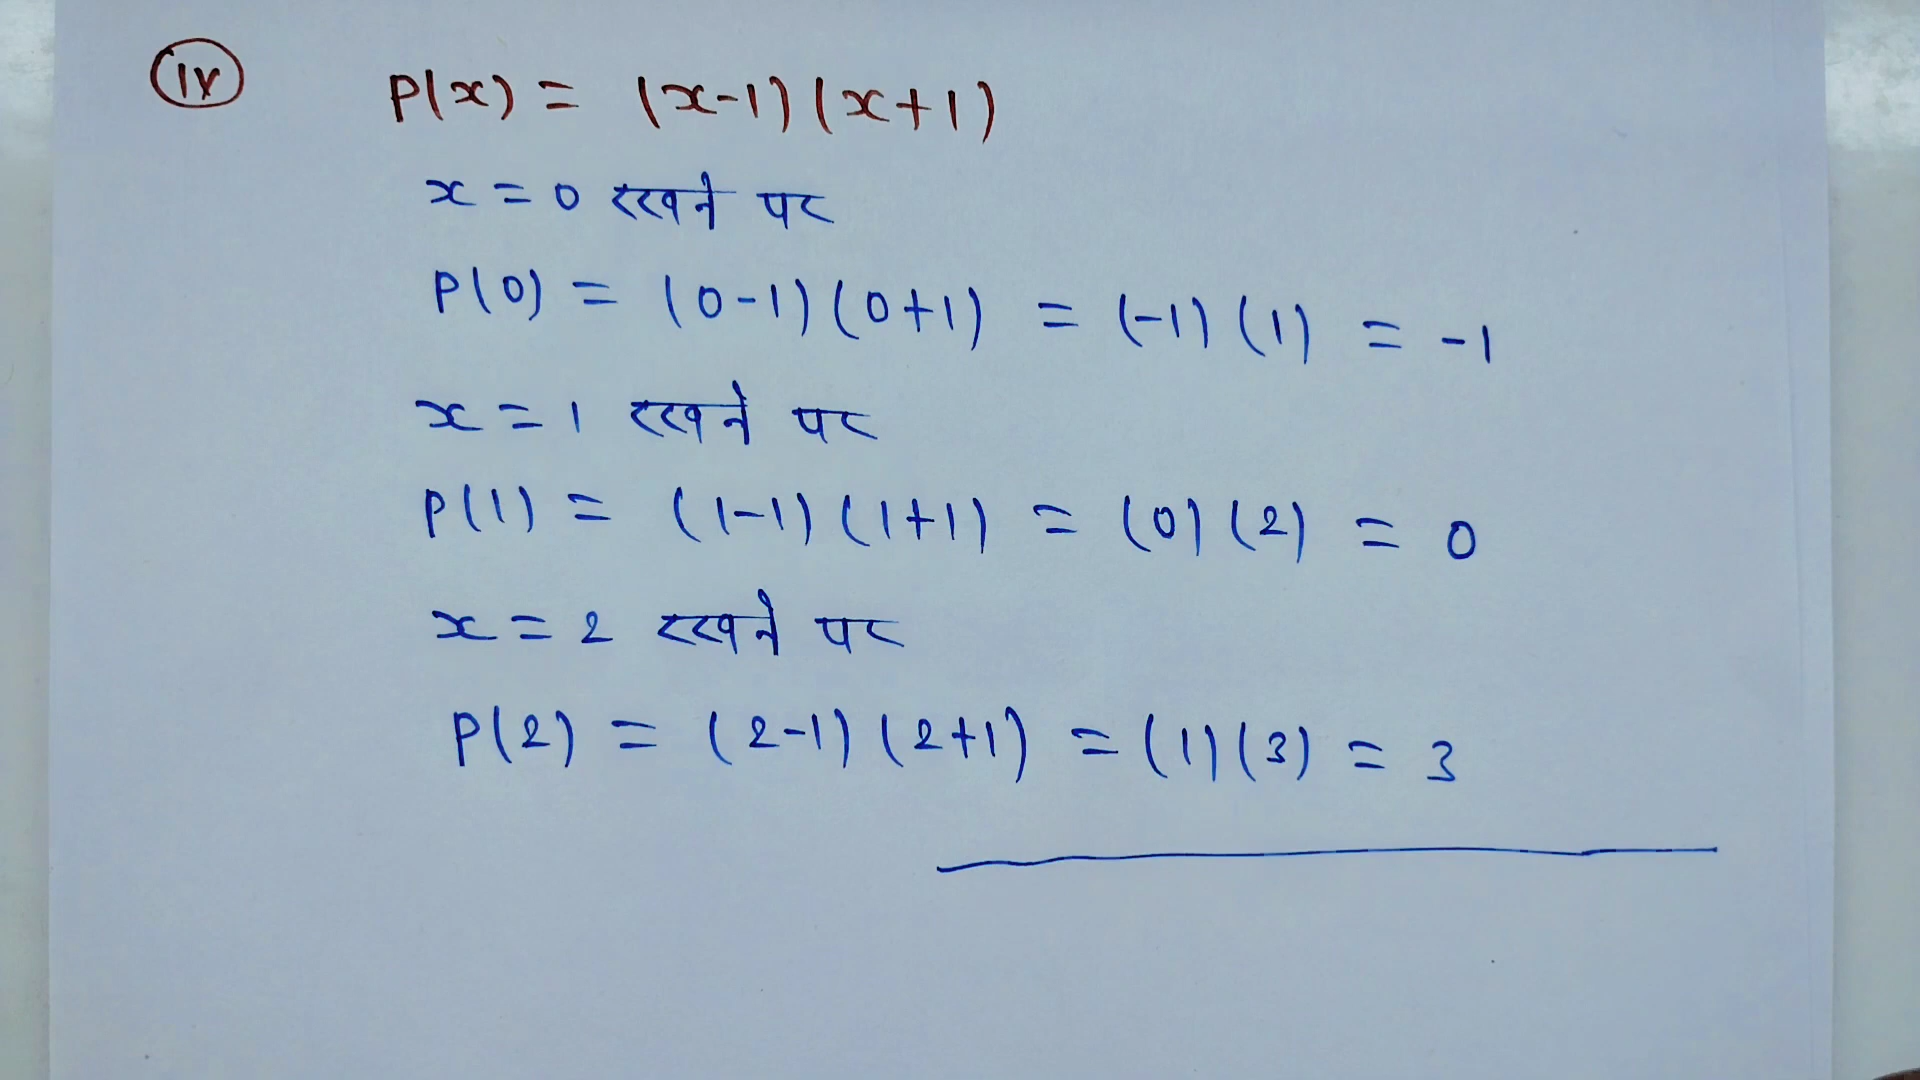 (iv) P(x) = (x-1)(x+1)
x = 0 रखने पर
P(0) = (0-1)(0+1) = (-1)(1) = -1
x = 1 रखने पर
P(1) = (1-1)(1+1) = (0)(2) = 0
x = 2 रखने पर
P(2) = (2-1)(2+1) = (1)(3) = 3